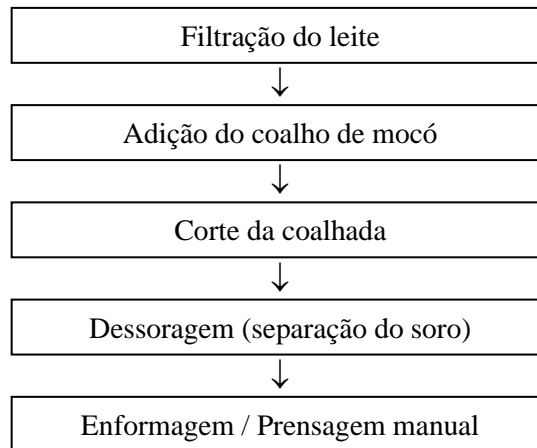 Filtração do leite
↓
Adição do coalho de mocó
↓
Corte da coalhada
↓
Dessoragem (separação do soro)
↓
Enformagem / Prensagem manual